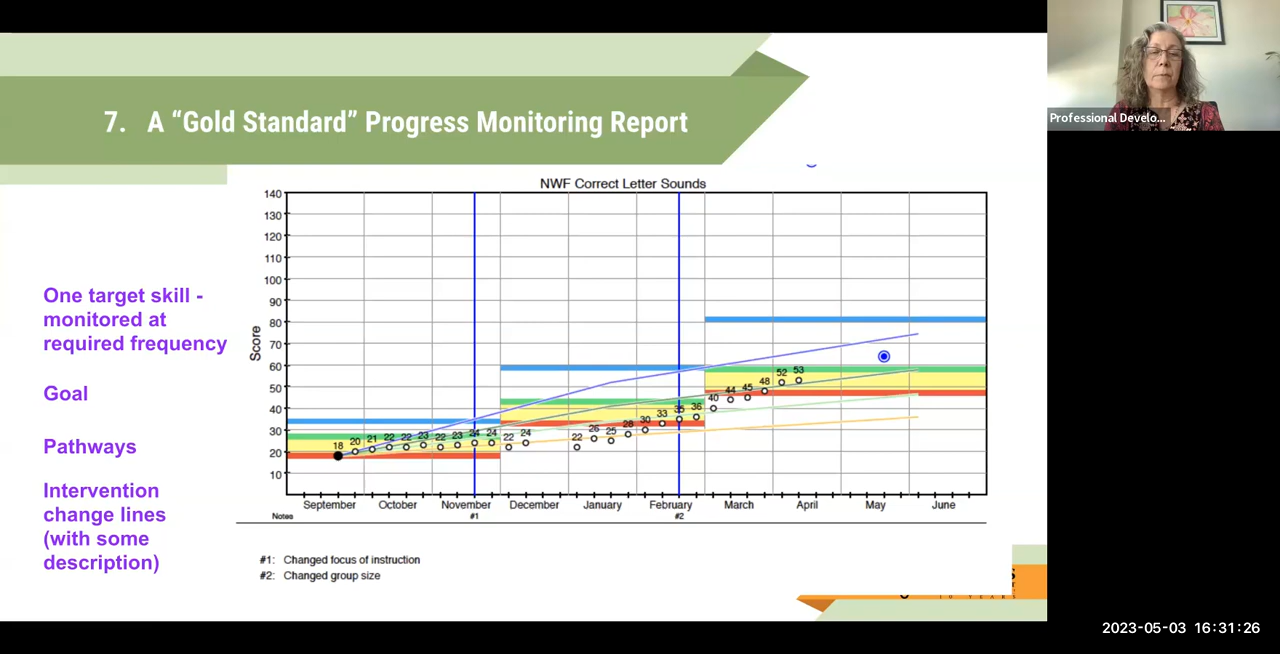 7. A “Gold Standard” Progress Monitoring Report
Professional Develo...
NWF Correct Letter Sounds
140
130
120
110
100
90
80
70
60
50
40
30
20
10
Score
18 20 21 22 22 23 22 23 24 24 22 24 22 26 25 28 30 33 35 36 40 44 45 48 52 53
September October November December January February March April May June
Notes #1 #2
One target skill -
monitored at
required frequency
Goal
Pathways
Intervention
change lines
(with some
description)
#1: Changed focus of instruction
#2: Changed group size
2023-05-03 16:31:26